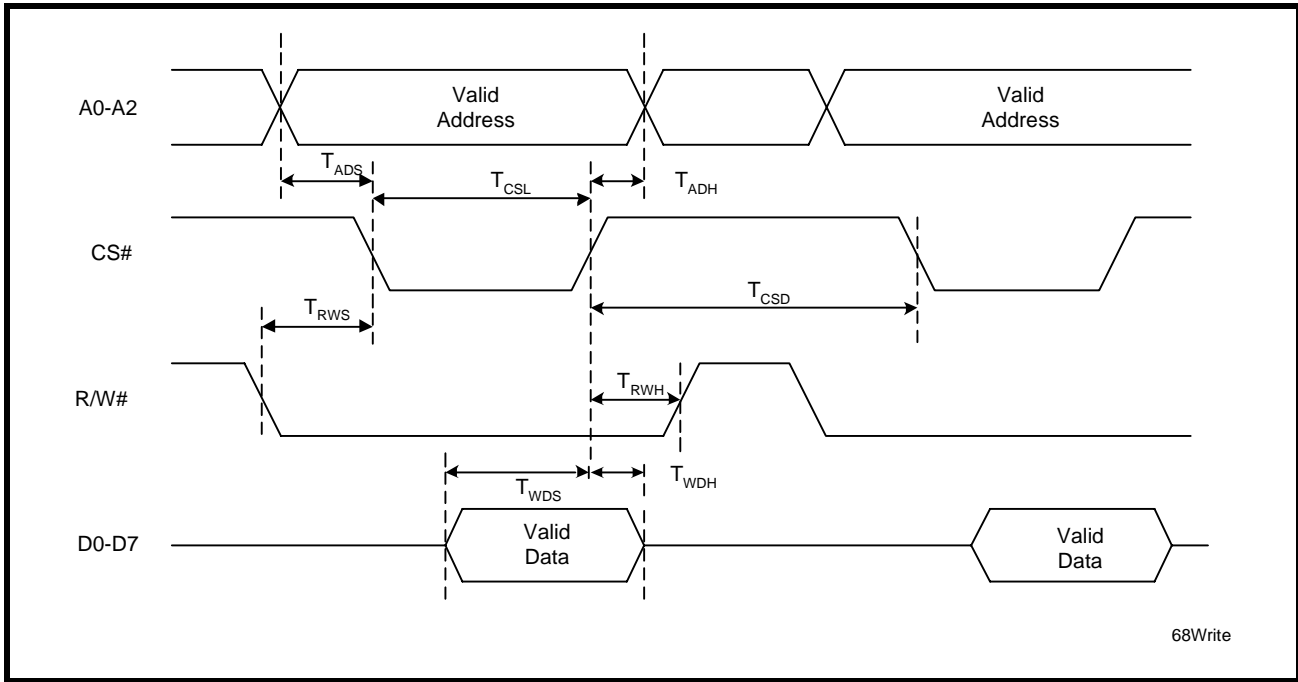 A0-A2
Valid
Address
Valid
Address
TADS
TCSL
TADH
CS#
TCSD
TRWS
R/W#
TRWH
TWDS
TWDH
D0-D7
Valid
Data
Valid
Data
68Write